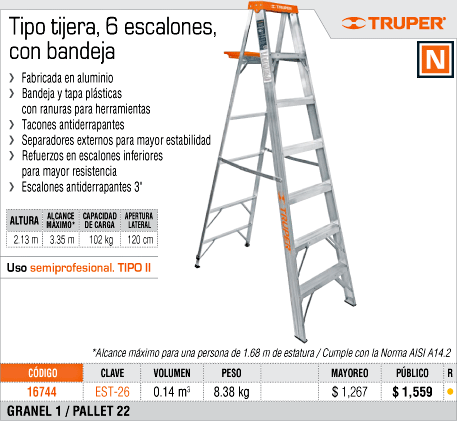 Tipo tijera, 6 escalones,
con bandeja
TRUPER
N
❯ Fabricada en aluminio
❯ Bandeja y tapa plásticas
con ranuras para herramientas
❯ Tacones antiderrapantes
❯ Separadores externos para mayor estabilidad
❯ Refuerzos en escalones inferiores
para mayor resistencia
❯ Escalones antiderrapantes 3"
TRUPER
TRUPER
ALTURA ALCANCE MÁXIMO* CAPACIDAD DE CARGA APERTURA LATERAL
2.13 m 3.35 m 102 kg 120 cm
Uso semiprofesional. TIPO II
*Alcance máximo para una persona de 1.68 m de estatura / Cumple con la Norma AISI A14.2
CÓDIGO CLAVE VOLUMEN PESO MAYOREO PÚBLICO R
16744 EST-26 0.14 m³ 8.38 kg $ 1,267 $ 1,559
GRANEL 1 / PALLET 22